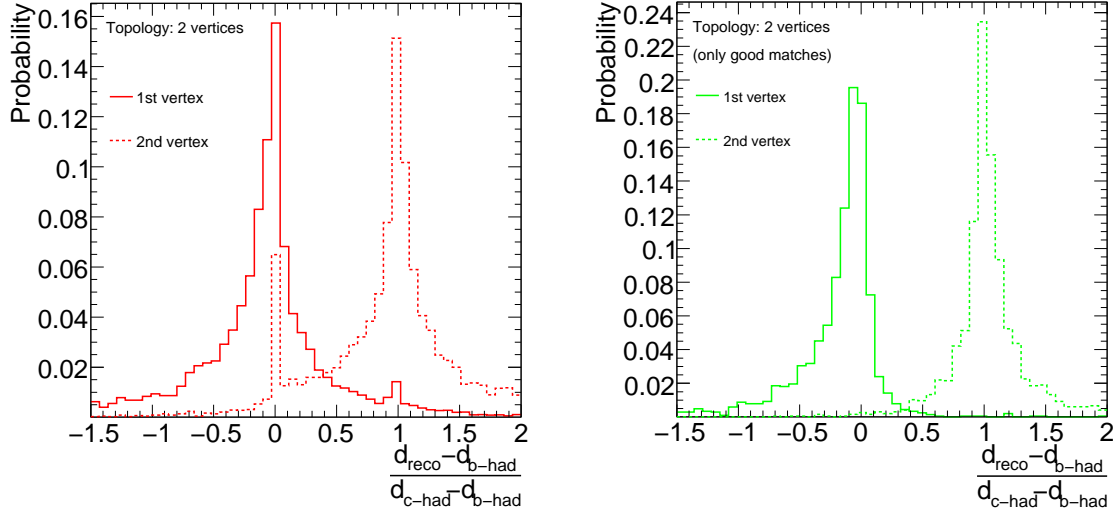 Probability
0.16
0.14
0.12
0.1
0.08
0.06
0.04
0.02
Topology: 2 vertices
1st vertex
2nd vertex
−1.5 −1 −0.5 0 0.5 1 1.5 2
d_reco−d_b−had
d_c−had−d_b−had
Probability
0.24
0.22
0.2
0.18
0.16
0.14
0.12
0.1
0.08
0.06
0.04
0.02
Topology: 2 vertices
(only good matches)
1st vertex
2nd vertex
−1.5 −1 −0.5 0 0.5 1 1.5 2
d_reco−d_b−had
d_c−had−d_b−had